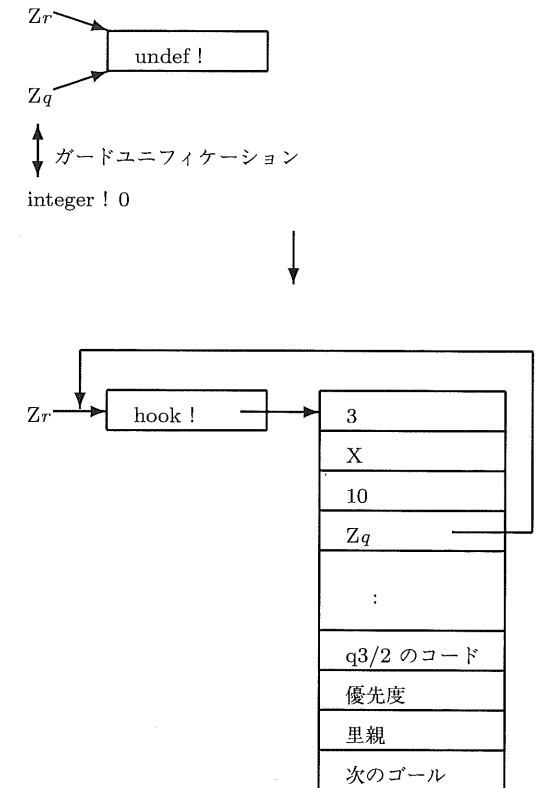 Zr
undef !
Zq
ガードユニフィケーション
integer ! 0
Zr
hook !
3
X
10
Zq
:
q3/2 のコード
優先度
里親
次のゴール